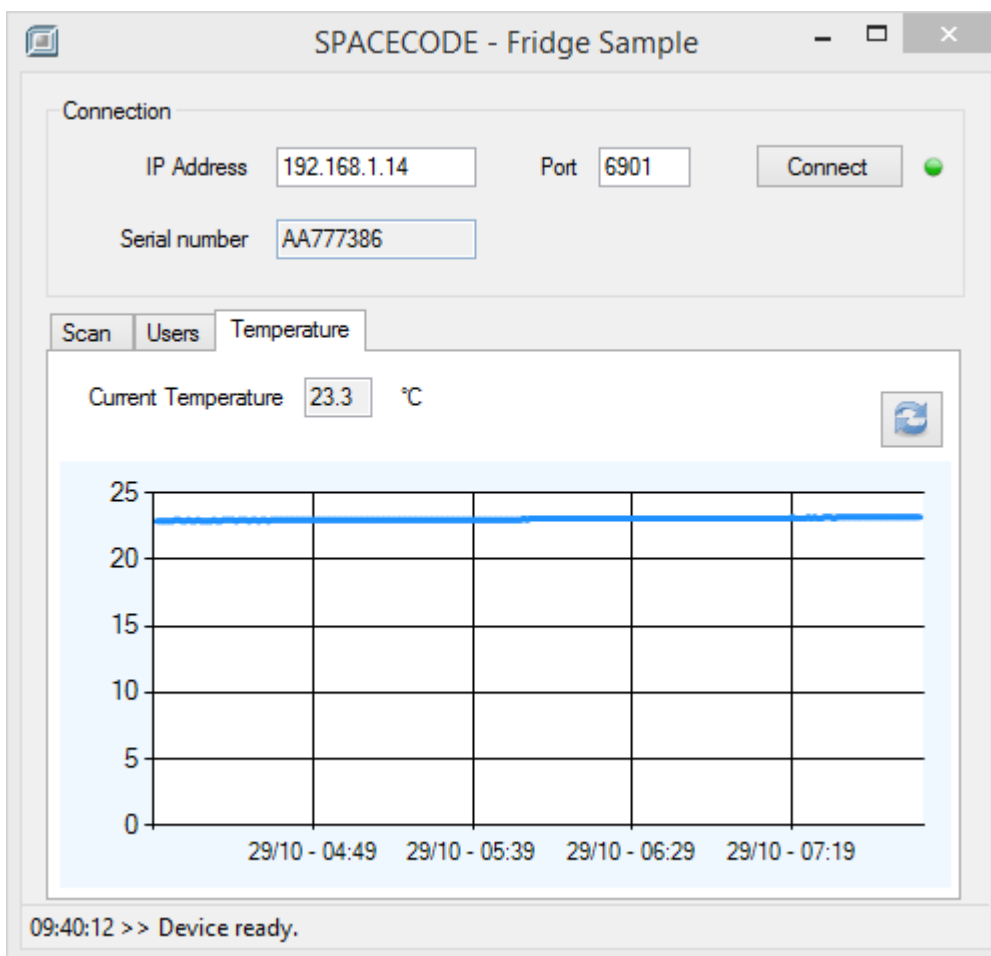 SPACECODE - Fridge Sample
Connection
IP Address 192.168.1.14 Port 6901 Connect
Serial number AA777386
Scan Users Temperature
Current Temperature 23.3 °C
25
20
15
10
5
0
29/10 - 04:49 29/10 - 05:39 29/10 - 06:29 29/10 - 07:19
09:40:12 >> Device ready.